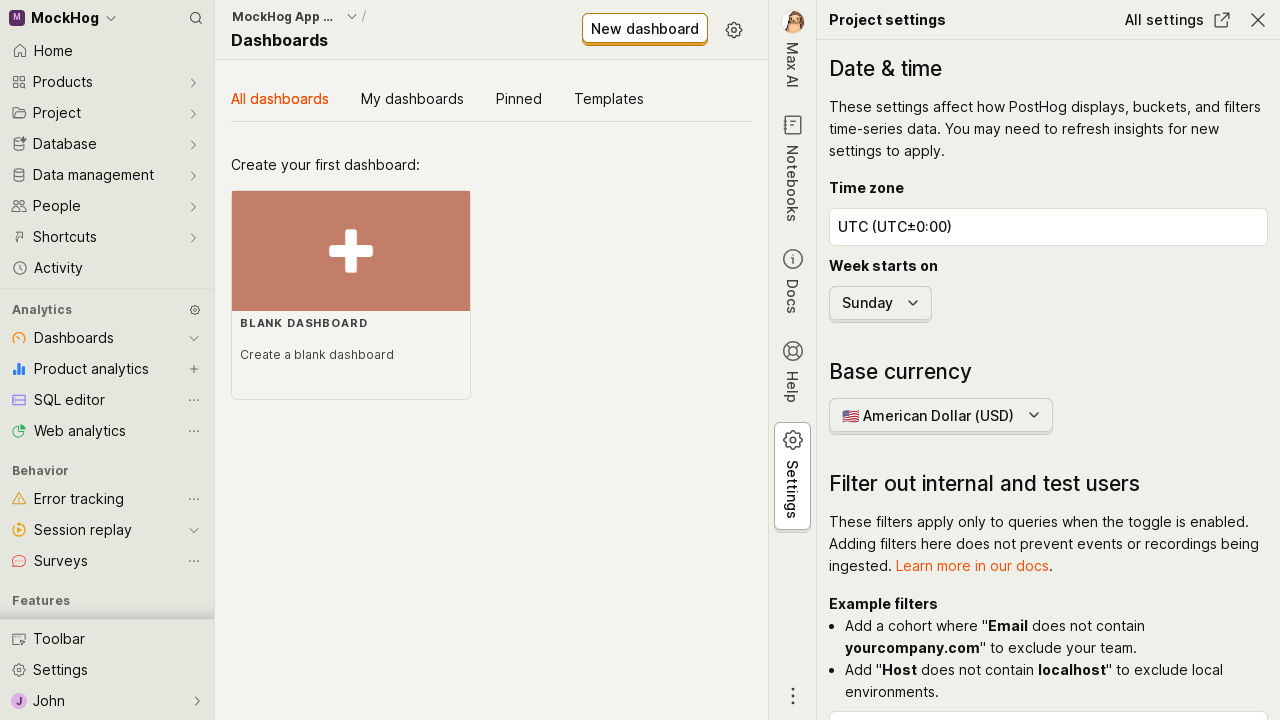 M MockHog
Home
Products
Project
Database
Data management
People
Shortcuts
Activity
Analytics
Dashboards
Product analytics
SQL editor
Web analytics
Behavior
Error tracking
Session replay
Surveys
Features
Toolbar
Settings
J John
MockHog App ... /
Dashboards
New dashboard
All dashboards
My dashboards
Pinned
Templates
Create your first dashboard:
BLANK DASHBOARD
Create a blank dashboard
Max AI
Notebooks
Docs
Help
Settings
Project settings
All settings
Date & time
These settings affect how PostHog displays, buckets, and filters
time-series data. You may need to refresh insights for new
settings to apply.
Time zone
UTC (UTC±0:00)
Week starts on
Sunday
Base currency
🇺🇸 American Dollar (USD)
Filter out internal and test users
These filters apply only to queries when the toggle is enabled.
Adding filters here does not prevent events or recordings being
ingested. Learn more in our docs.
Example filters
• Add a cohort where "Email does not contain
yourcompany.com" to exclude your team.
• Add "Host does not contain localhost" to exclude local
environments.